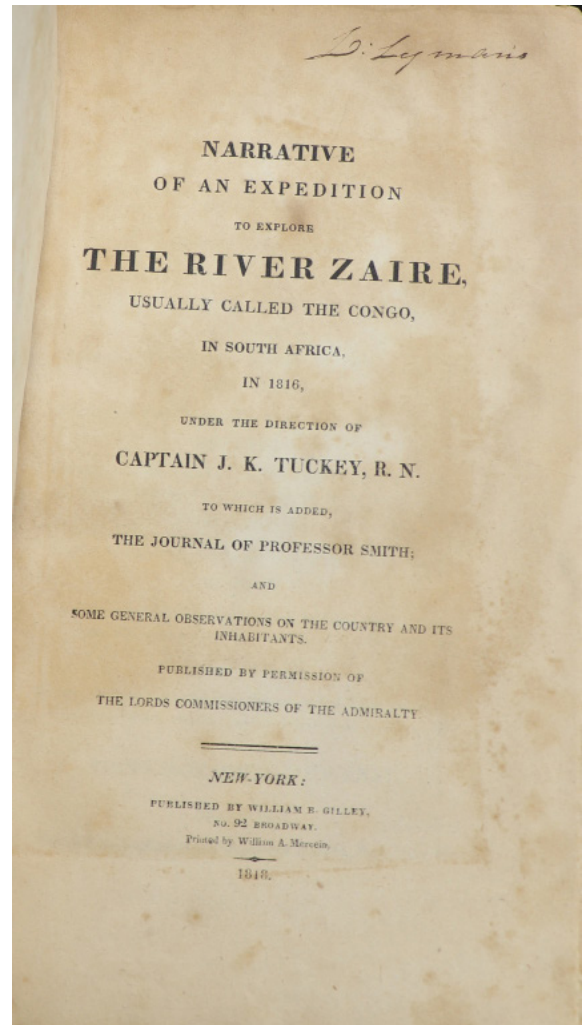 D: Lyman's
NARRATIVE
OF AN EXPEDITION
TO EXPLORE
THE RIVER ZAIRE,
USUALLY CALLED THE CONGO,
IN SOUTH AFRICA,
IN 1816,
UNDER THE DIRECTION OF
CAPTAIN J. K. TUCKEY, R. N.
TO WHICH IS ADDED,
THE JOURNAL OF PROFESSOR SMITH;
AND
SOME GENERAL OBSERVATIONS ON THE COUNTRY AND ITS
INHABITANTS.
PUBLISHED BY PERMISSION OF
THE LORDS COMMISSIONERS OF THE ADMIRALTY
NEW-YORK:
PUBLISHED BY WILLIAM B. GILLEY,
NO. 92 BROADWAY.
Printed by William A. Mercein,
1818.